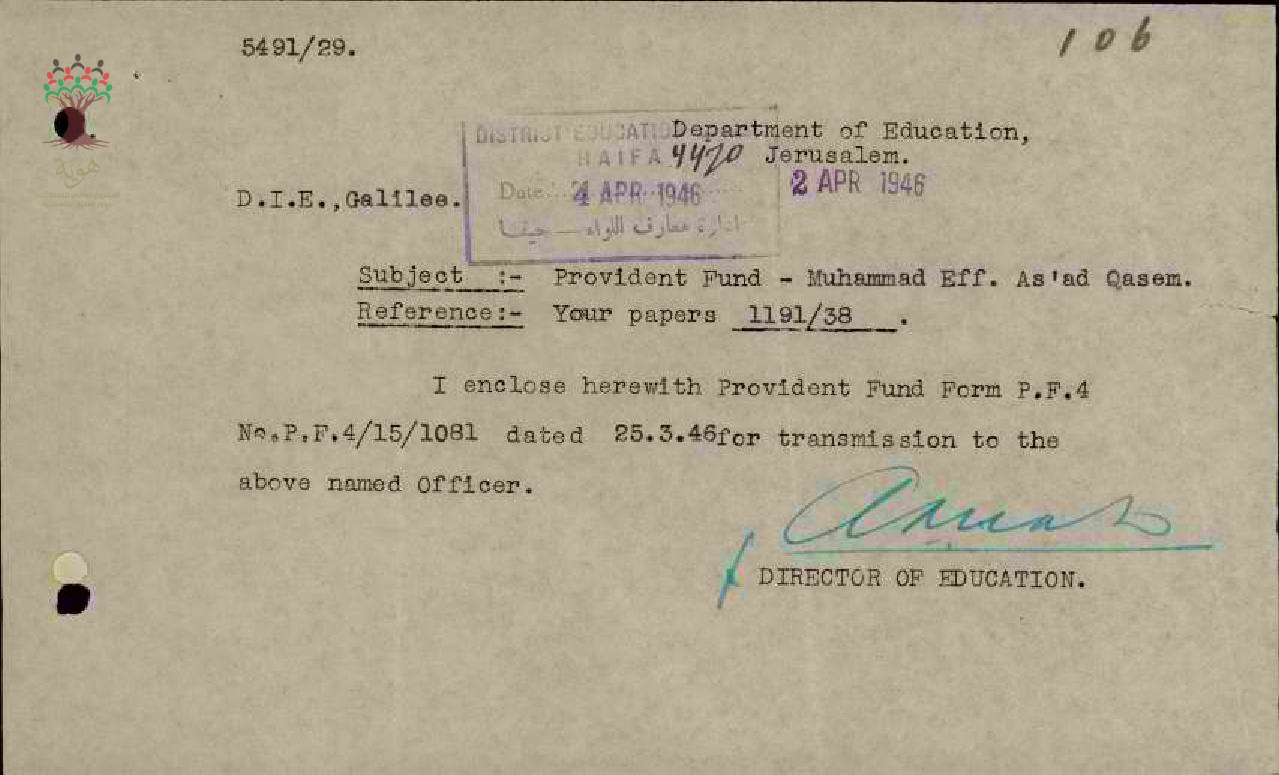 5491/29.
106
Department of Education,
Jerusalem.
2 APR 1946
DISTRICT EDUCATI
HAIFA 4420
Date 4 APR 1946
ادارة معارف اللواء — حيفا
D.I.E.,Galilee.
Subject :- Provident Fund - Muhammad Eff. As'ad Qasem.
Reference:- Your papers 1191/38 .
I enclose herewith Provident Fund Form P.F.4
No.P.F.4/15/1081 dated 25.3.46 for transmission to the
above named Officer.
DIRECTOR OF EDUCATION.
هوية